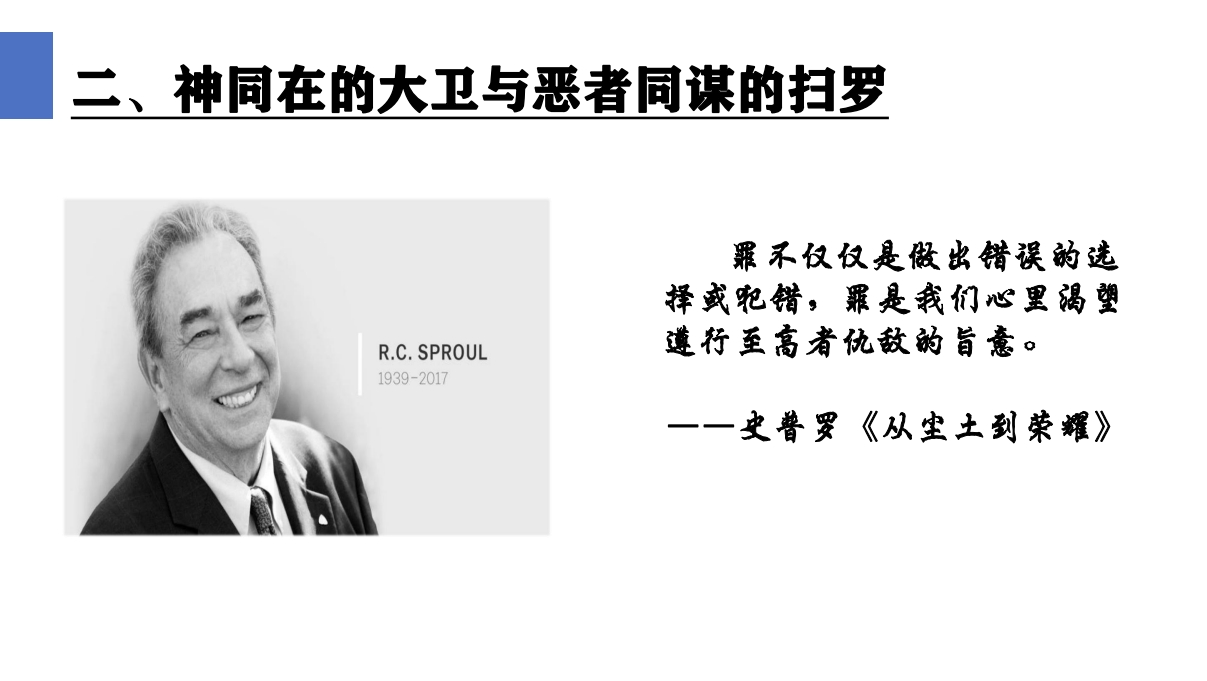 二、神同在的大卫与恶者同谋的扫罗
R.C. SPROUL
1939-2017
罪不仅仅是做出错误的选
择或犯错，罪是我们心里渴望
遵行至高者仇敌的旨意。
——史普罗《从尘土到荣耀》